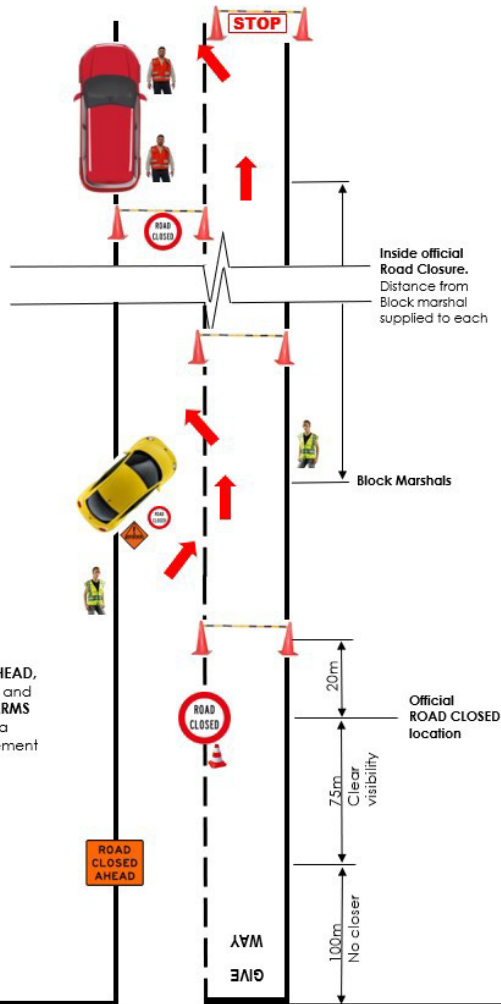 STOP
ROAD
CLOSED
Inside official
Road Closure.
Distance from
Block marshal
supplied to each
Block Marshals
ROAD
CLOSED
HEAD,
and
RMS
a
ement
20m
ROAD
CLOSED
Official
ROAD CLOSED
location
75m
Clear
visibility
ROAD
CLOSED
AHEAD
100m
No closer
WAY
GIVE